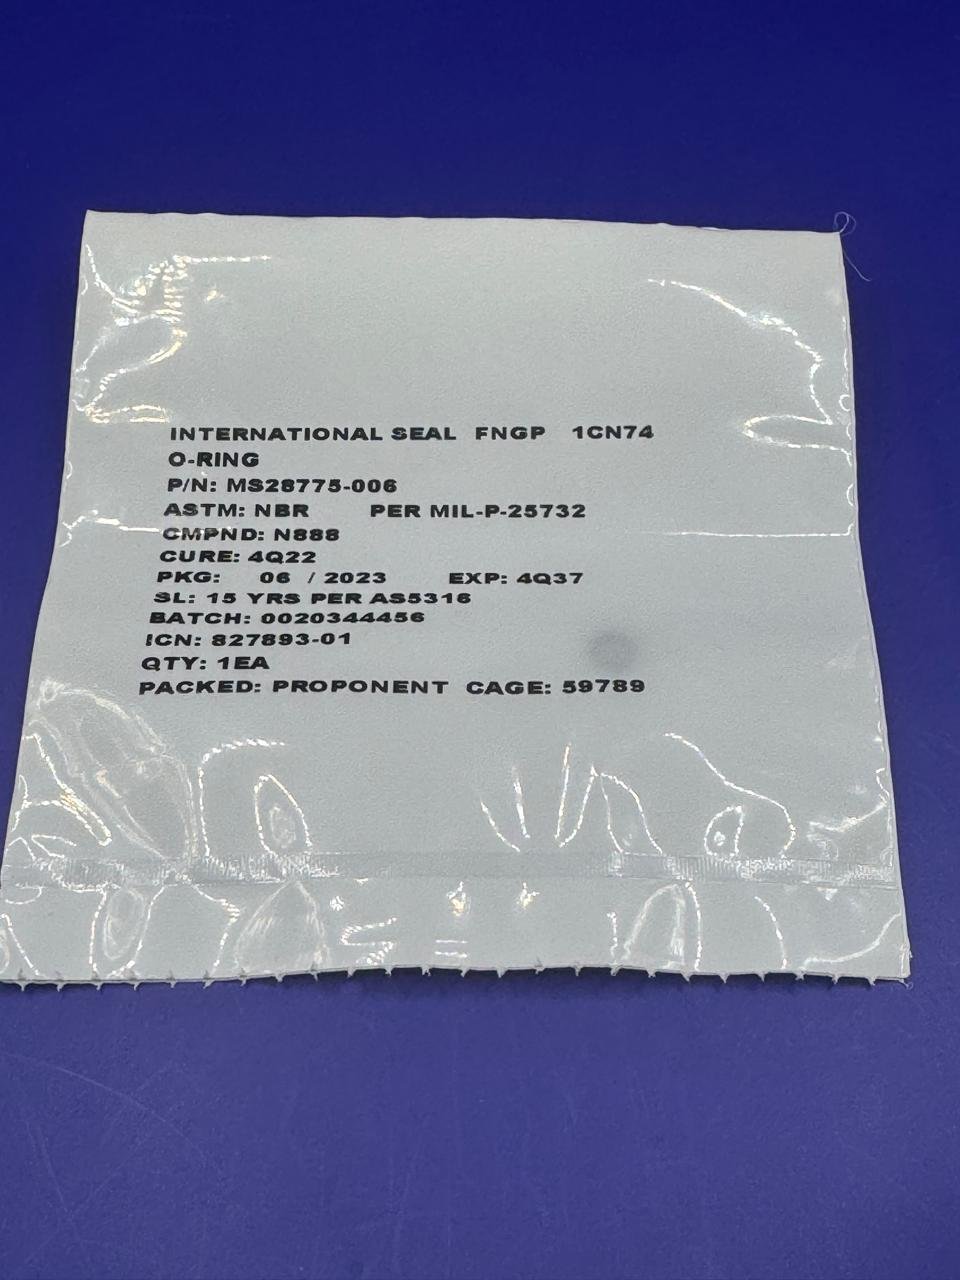 INTERNATIONAL SEAL FNGP 1CN74
O-RING
P/N: MS28775-006
ASTM: NBR PER MIL-P-25732
CMPND: N888
CURE: 4Q22
PKG: 06 / 2023 EXP: 4Q37
SL: 15 YRS PER AS5316
BATCH: 0020344456
ICN: 827893-01
QTY: 1EA
PACKED: PROPONENT CAGE: 59789